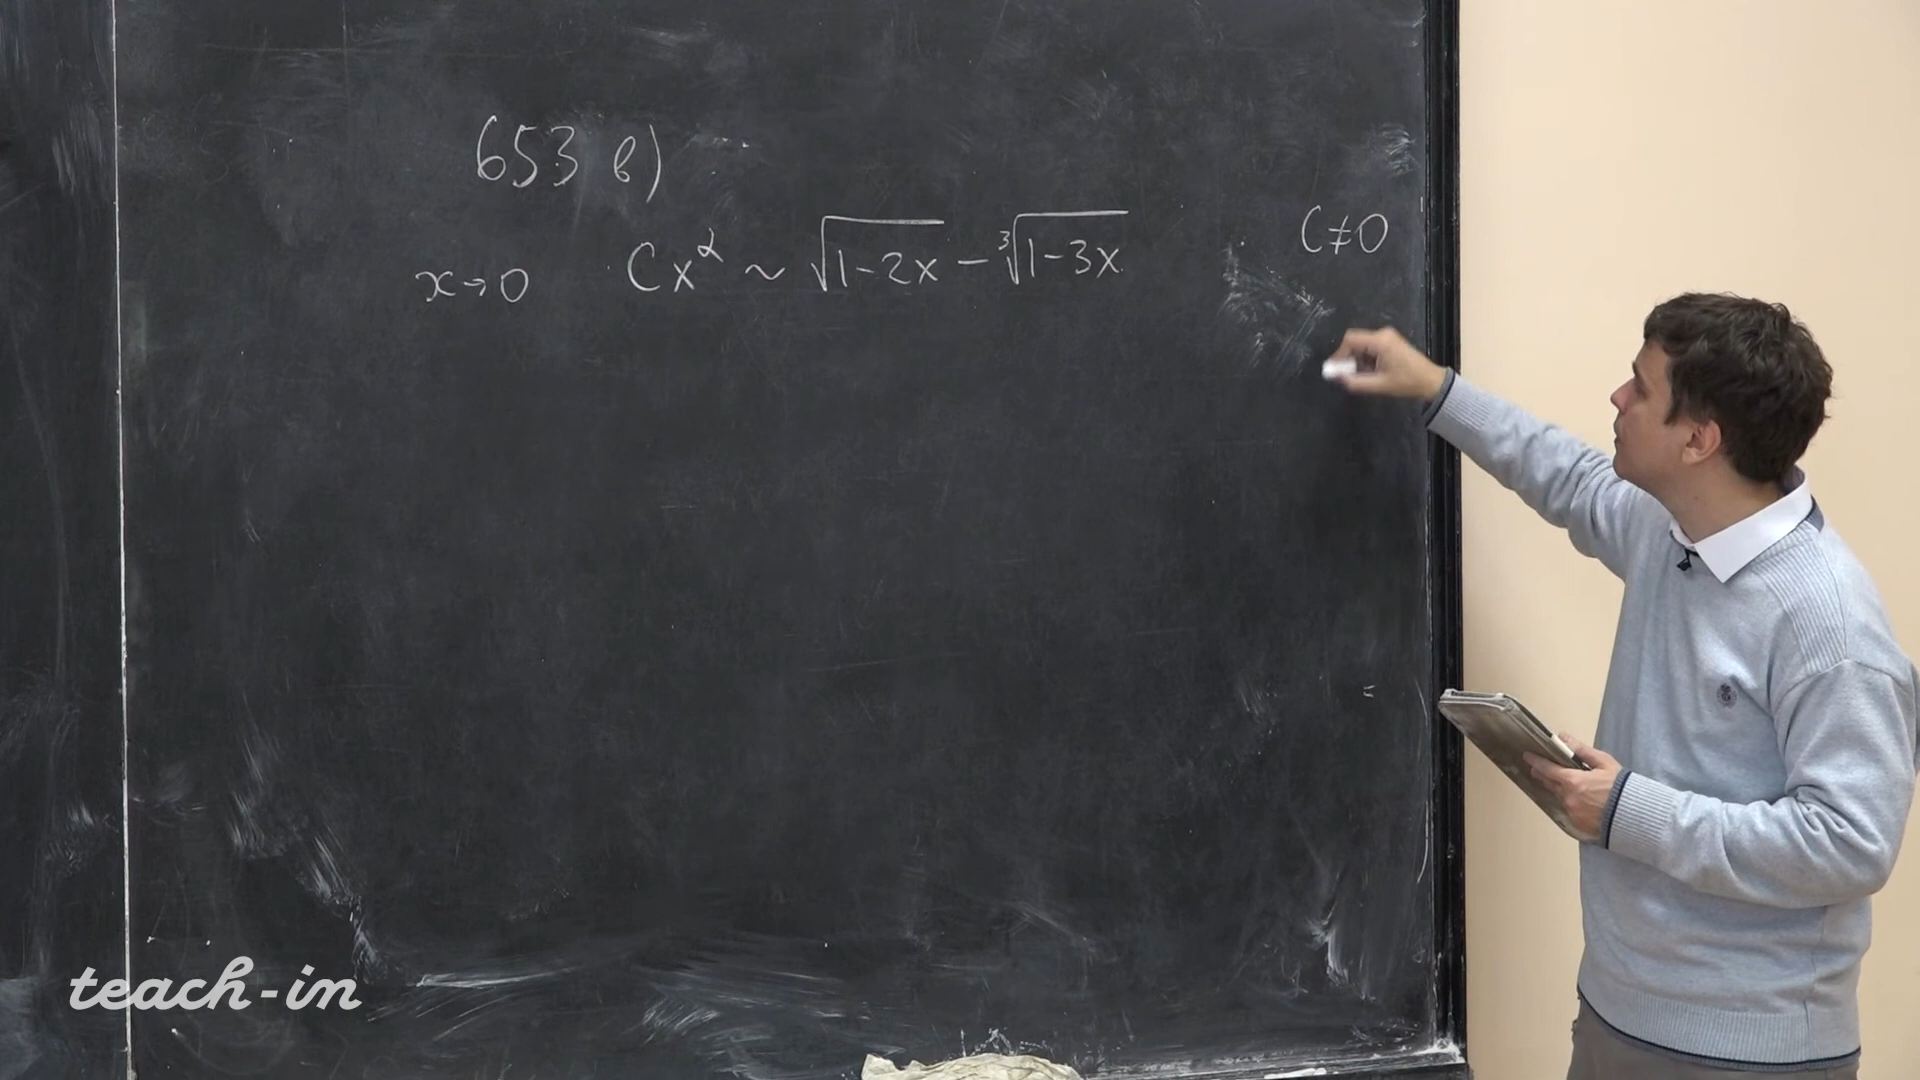 653 в)
x→0 Cx^α ~ √(1-2x) - ∛(1-3x) C≠0
teach-in